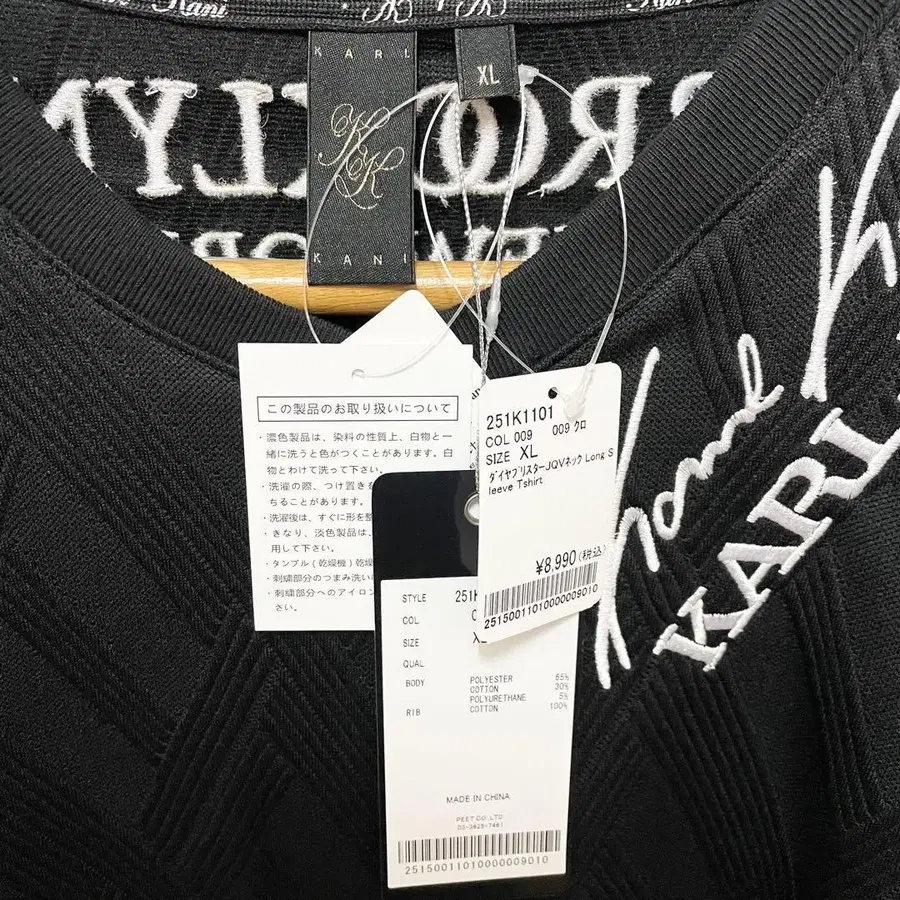 Kani
KARL
KANI
XL
251K1101
COL 009 009 クロ
SIZE XL
ダイヤブリスターJQVネック Long S
leeve Tshirt
¥8,990(税込)
2515001101000009010
この製品のお取り扱いについて
・濃色製品は、染料の性質上、白物と一
緒に洗うと色がつくことがあります。白
物とわけて洗って下さい。
・洗濯の際、つけ置きを
ちることがあります。
・洗濯後は、すぐに形を整
・きなり、淡色製品は、
用して下さい。
・タンブル(乾燥機)乾燥
・刺繍部分のつまみ洗い
・刺繍部分へのアイロン
さい。
STYLE 251K
COL
SIZE XL
QUAL
BODY POLYESTER 65%
COTTON 30%
POLYURETHANE 5%
RIB COTTON 100%
MADE IN CHINA
PEET CO.,LTD
03-3828-7481
2515001101000009010
KARL